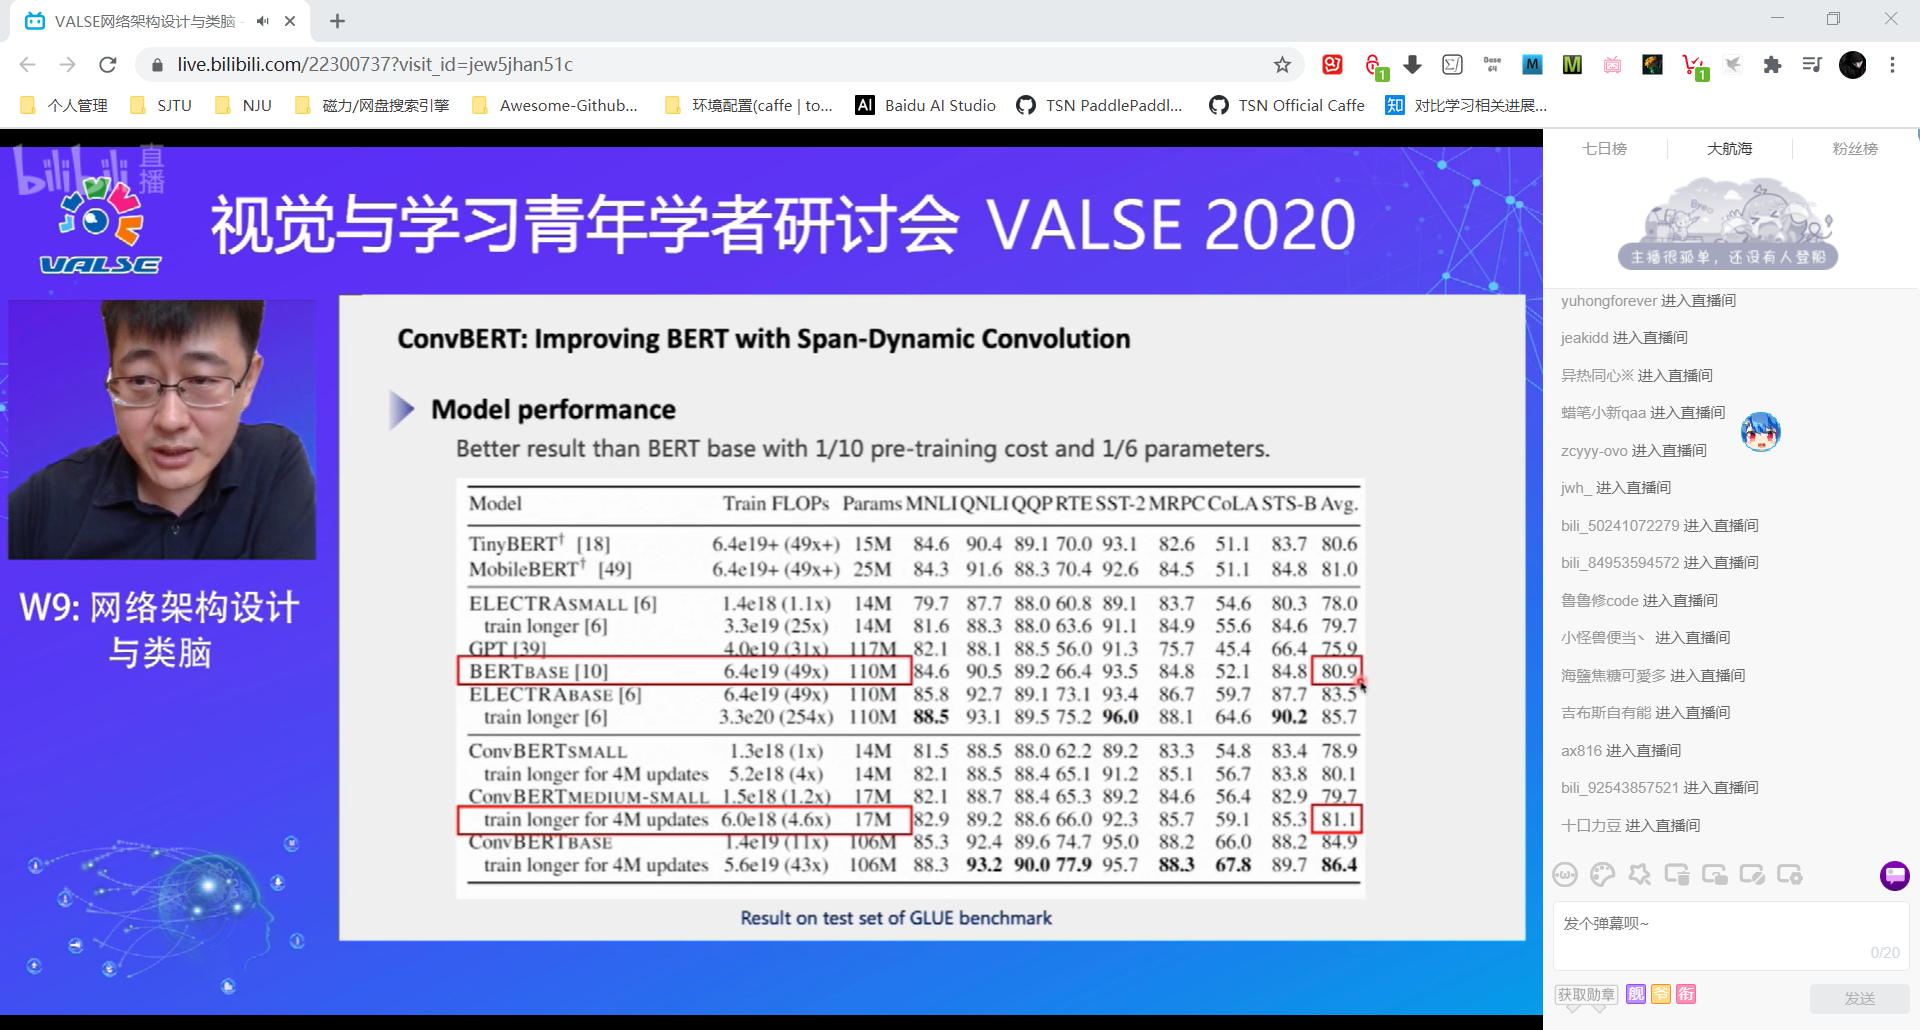 VALSE网络架构设计与类脑
live.bilibili.com/22300737?visit_id=jew5jhan51c
个人管理 SJTU NJU 磁力/网盘搜索引擎 Awesome-Github... 环境配置(caffe | to... Baidu AI Studio TSN PaddlePaddl... TSN Official Caffe 对比学习相关进展...
bilibili 直播
VALSE
视觉与学习青年学者研讨会 VALSE 2020
W9: 网络架构设计
与类脑
ConvBERT: Improving BERT with Span-Dynamic Convolution
Model performance
Better result than BERT base with 1/10 pre-training cost and 1/6 parameters.
Model Train FLOPs Params MNLI QNLI QQP RTE SST-2 MRPC CoLA STS-B Avg.
TinyBERT† [18] 6.4e19+ (49x+) 15M 84.6 90.4 89.1 70.0 93.1 82.6 51.1 83.7 80.6
MobileBERT† [49] 6.4e19+ (49x+) 25M 84.3 91.6 88.3 70.4 92.6 84.5 51.1 84.8 81.0
ELECTRASMALL [6] 1.4e18 (1.1x) 14M 79.7 87.7 88.0 60.8 89.1 83.7 54.6 80.3 78.0
train longer [6] 3.3e19 (25x) 14M 81.6 88.3 88.0 63.6 91.1 84.9 55.6 84.6 79.7
GPT [39] 4.0e19 (31x) 117M 82.1 88.1 88.5 56.0 91.3 75.7 45.4 66.4 75.9
BERTBASE [10] 6.4e19 (49x) 110M 84.6 90.5 89.2 66.4 93.5 84.8 52.1 84.8 80.9
ELECTRABASE [6] 6.4e19 (49x) 110M 85.8 92.7 89.1 73.1 93.4 86.7 59.7 87.7 83.5
train longer [6] 3.3e20 (254x) 110M 88.5 93.1 89.5 75.2 96.0 88.1 64.6 90.2 85.7
ConvBERTSMALL 1.3e18 (1x) 14M 81.5 88.5 88.0 62.2 89.2 83.3 54.8 83.4 78.9
train longer for 4M updates 5.2e18 (4x) 14M 82.1 88.5 88.4 65.1 91.2 85.1 56.7 83.8 80.1
ConvBERTMEDIUM-SMALL 1.5e18 (1.2x) 17M 82.1 88.7 88.4 65.3 89.2 84.6 56.4 82.9 79.7
train longer for 4M updates 6.0e18 (4.6x) 17M 82.9 89.2 88.6 66.0 92.3 85.7 59.1 85.3 81.1
ConvBERTBASE 1.4e19 (11x) 106M 85.3 92.4 89.6 74.7 95.0 88.2 66.0 88.2 84.9
train longer for 4M updates 5.6e19 (43x) 106M 88.3 93.2 90.0 77.9 95.7 88.3 67.8 89.7 86.4
Result on test set of GLUE benchmark
七日榜 大航海 粉丝榜
主播很孤单，还没有人登船
yuhongforever 进入直播间
jeakidd 进入直播间
异热同心※ 进入直播间
蜡笔小新qaa 进入直播间
zcyyy-ovo 进入直播间
jwh_ 进入直播间
bili_50241072279 进入直播间
bili_84953594572 进入直播间
鲁鲁修code 进入直播间
小怪兽便当丶 进入直播间
海鹽焦糖可愛多 进入直播间
吉布斯自有能 进入直播间
ax816 进入直播间
bili_92543857521 进入直播间
十口力豆 进入直播间
发个弹幕呗~
0/20
获取勋章 舰 爷 衔
发送